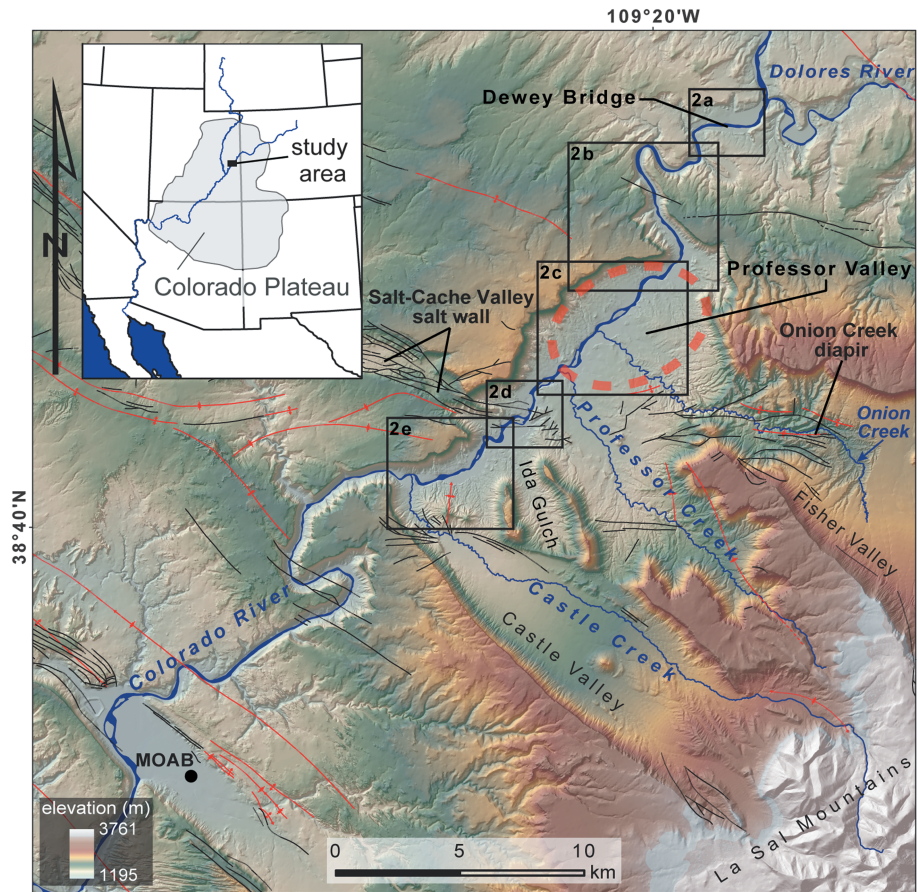 109°20'W
Dolores River
Dewey Bridge
2a
2b
study
area
N
2c
Professor Valley
Colorado Plateau
Salt-Cache Valley
salt wall
Onion Creek
diapir
2d
Professor Creek
Onion
Creek
2e
Ida Gulch
38°40'N
Fisher Valley
Castle Creek
Colorado River
Castle Valley
MOAB
La Sal Mountains
elevation (m)
3761
1195
0 5 10
km